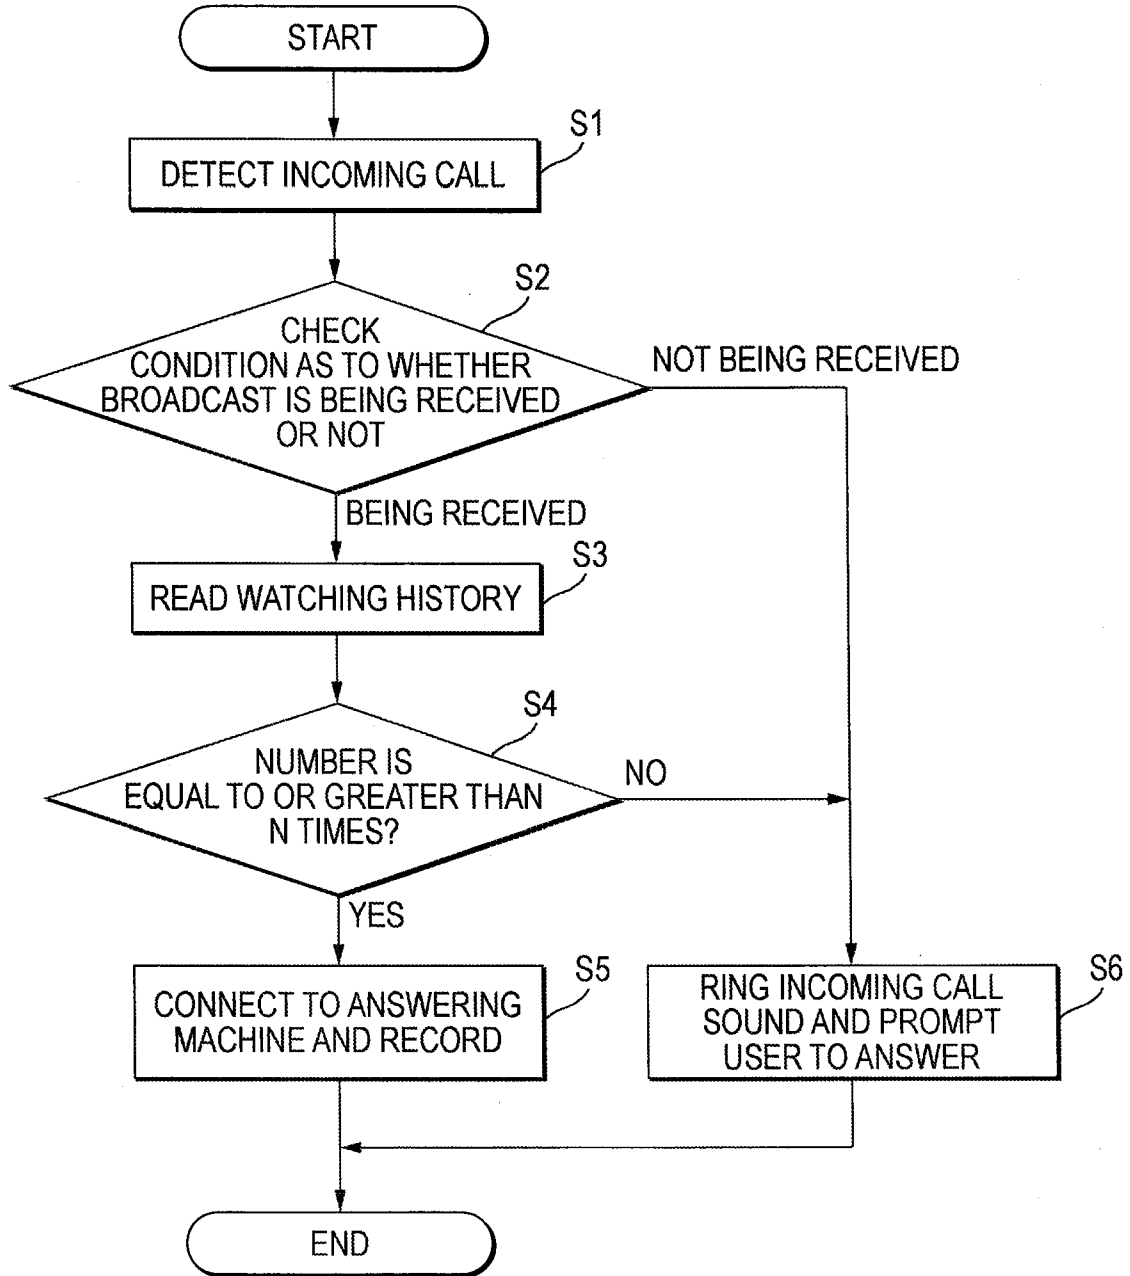 START
S1
DETECT INCOMING CALL
S2
CHECK
CONDITION AS TO WHETHER
BROADCAST IS BEING RECEIVED
OR NOT
NOT BEING RECEIVED
BEING RECEIVED
S3
READ WATCHING HISTORY
S4
NUMBER IS
EQUAL TO OR GREATER THAN
N TIMES?
NO
YES
S5
CONNECT TO ANSWERING
MACHINE AND RECORD
S6
RING INCOMING CALL
SOUND AND PROMPT
USER TO ANSWER
END